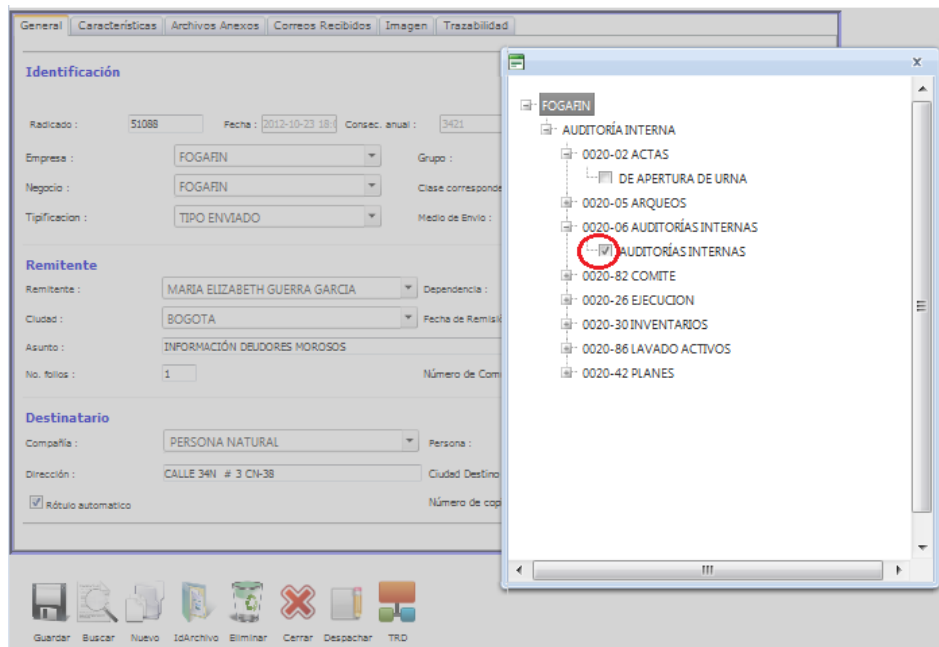 General Características Archivos Anexos Correos Recibidos Imagen Trazabilidad
Identificación
Radicado : 51088 Fecha : 2012-10-23 18:( Consec. anual : 3421
Empresa : FOGAFIN Grupo :
Negocio : FOGAFIN Clase corresponde
Tipificacion : TIPO ENVIADO Medio de Envio :
Remitente
Remitente : MARIA ELIZABETH GUERRA GARCIA Dependencia :
Ciudad : BOGOTA Fecha de Remisi
Asunto : INFORMACIÓN DEUDORES MOROSOS
No. folios : 1 Número de Com
Destinatario
Compañía : PERSONA NATURAL Persona :
Dirección : CALLE 34N # 3 CN-38 Ciudad Destino
Rótulo automatico Número de cop
x
FOGAFIN
AUDITORÍA INTERNA
0020-02 ACTAS
DE APERTURA DE URNA
0020-05 ARQUEOS
0020-06 AUDITORÍAS INTERNAS
AUDITORÍAS INTERNAS
0020-82 COMITE
0020-26 EJECUCION
0020-30 INVENTARIOS
0020-86 LAVADO ACTIVOS
0020-42 PLANES
Guardar Buscar Nuevo IdArchivo Eliminar Cerrar Despachar TRD